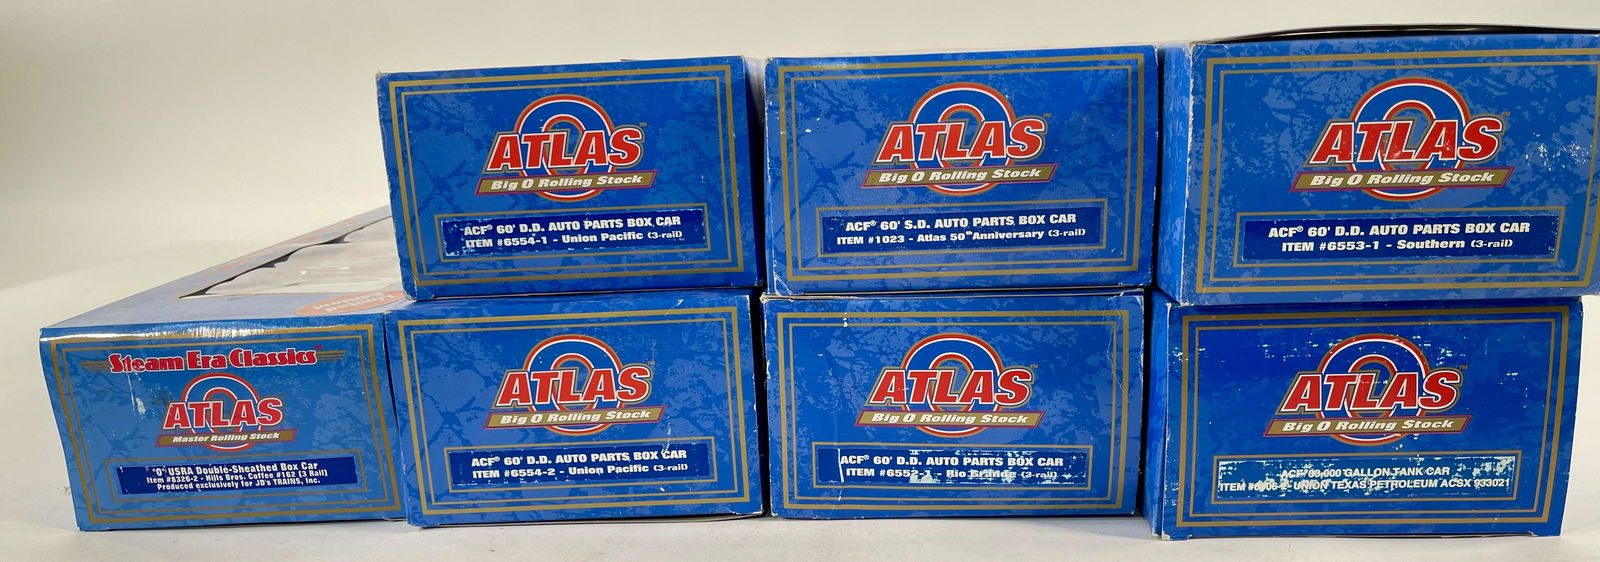 ATLAS
Big O Rolling Stock
ACF® 60' D.D. AUTO PARTS BOX CAR
ITEM #6554-1 - Union Pacific (3-rail)
ATLAS
Big O Rolling Stock
ACF® 60' S.D. AUTO PARTS BOX CAR
ITEM #1023 - Atlas 50th Anniversary (3-rail)
ATLAS
Big O Rolling Stock
ACF® 60' D.D. AUTO PARTS BOX CAR
ITEM #6553-1 - Southern (3-rail)
Steam Era Classics™
ATLAS
Master Rolling Stock
"O" USRA Double-Sheathed Box Car
Item #8326-2 - Hills Bros. Coffee #162 (3 Rail)
Produced exclusively for JD's TRAINS, Inc.
ATLAS
Big O Rolling Stock
ACF® 60' D.D. AUTO PARTS BOX CAR
ITEM #6554-2 - Union Pacific (3-rail)
ATLAS
Big O Rolling Stock
ACF® 60' D.D. AUTO PARTS BOX CAR
ITEM #6552-1 - Rio Grande (3-rail)
ATLAS™
Big O Rolling Stock
ACF GALLON TANK CAR
ITEM UNION TEXAS PETROLEUM ACSX 933021